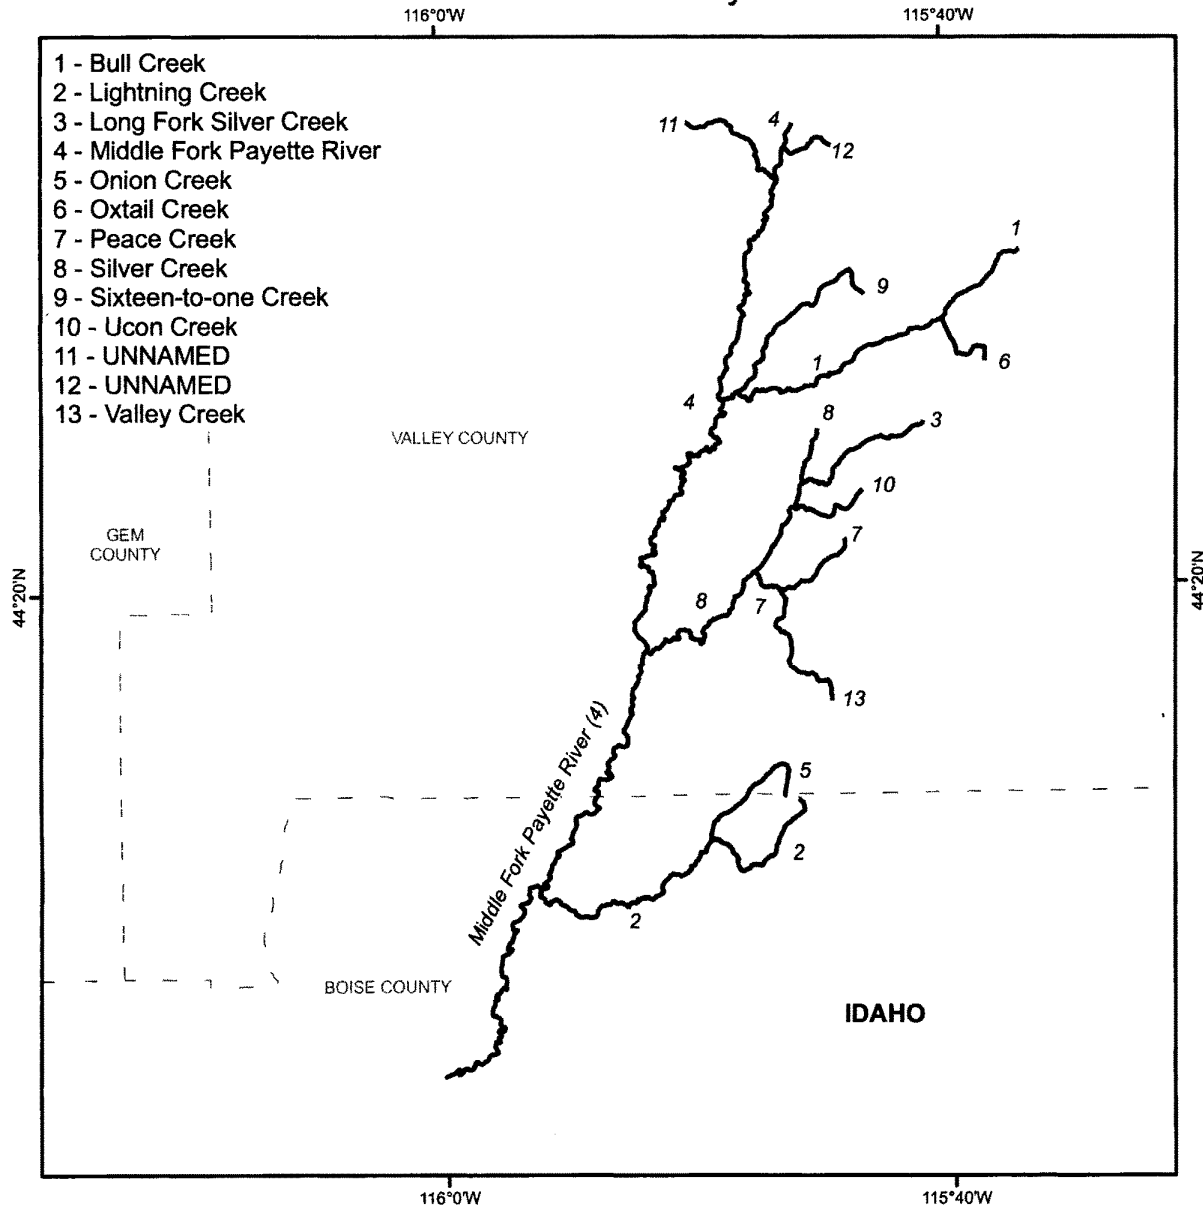 116°0'W
115°40'W
1 - Bull Creek
2 - Lightning Creek
3 - Long Fork Silver Creek
4 - Middle Fork Payette River
5 - Onion Creek
6 - Oxtail Creek
7 - Peace Creek
8 - Silver Creek
9 - Sixteen-to-one Creek
10 - Ucon Creek
11 - UNNAMED
12 - UNNAMED
13 - Valley Creek
11
4
12
1
9
1
6
4
8
3
VALLEY COUNTY
10
GEM
COUNTY
7
44°20'N
44°20'N
8
7
13
Middle Fork Payette River (4)
5
2
2
BOISE COUNTY
IDAHO
116°0'W
115°40'W